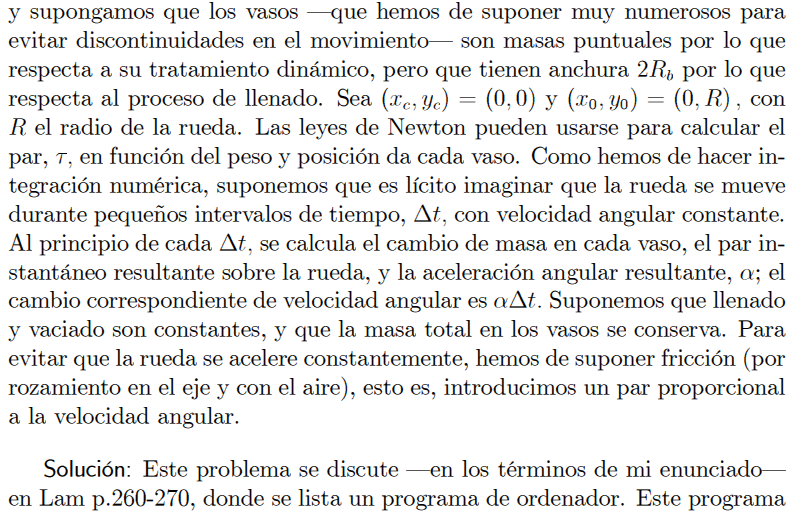 y supongamos que los vasos —que hemos de suponer muy numerosos para
evitar discontinuidades en el movimiento— son masas puntuales por lo que
respecta a su tratamiento dinámico, pero que tienen anchura 2R_b por lo que
respecta al proceso de llenado. Sea (x_c, y_c) = (0, 0) y (x_0, y_0) = (0, R) , con
R el radio de la rueda. Las leyes de Newton pueden usarse para calcular el
par, τ, en función del peso y posición da cada vaso. Como hemos de hacer in-
tegración numérica, suponemos que es lícito imaginar que la rueda se mueve
durante pequeños intervalos de tiempo, Δt, con velocidad angular constante.
Al principio de cada Δt, se calcula el cambio de masa en cada vaso, el par in-
stantáneo resultante sobre la rueda, y la aceleración angular resultante, α; el
cambio correspondiente de velocidad angular es αΔt. Suponemos que llenado
y vaciado son constantes, y que la masa total en los vasos se conserva. Para
evitar que la rueda se acelere constantemente, hemos de suponer fricción (por
rozamiento en el eje y con el aire), esto es, introducimos un par proporcional
a la velocidad angular.
Solución: Este problema se discute —en los términos de mi enunciado—
en Lam p.260-270, donde se lista un programa de ordenador. Este programa